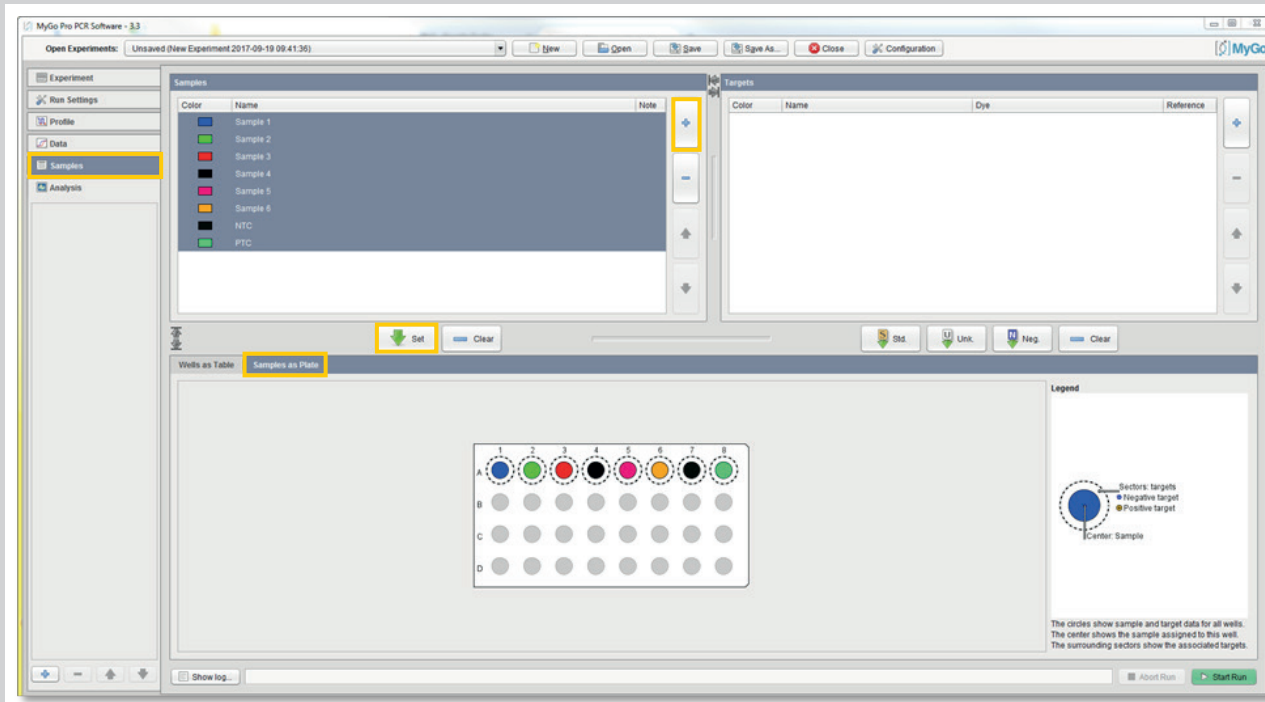 MyGo Pro PCR Software - 3.3
Open Experiments: Unsaved (New Experiment 2017-09-19 09:41:36) New Open Save Save As... Close Configuration MyGo
Experiment
Run Settings
Profile
Data
Samples
Analysis
Samples
Color Name Note
Sample 1
Sample 2
Sample 3
Sample 4
Sample 5
Sample 6
NTC
PTC
Targets
Color Name Dye Reference
Set Clear
S Std. U Unk. N Neg. Clear
Wells as Table Samples as Plate
1 2 3 4 5 6 7 8
A
B
C
D
Legend
Sectors: targets
Negative target
Positive target
Center: Sample
The circles show sample and target data for all wells.
The center shows the sample assigned to this well.
The surrounding sectors show the associated targets.
Show log... Abort Run Start Run